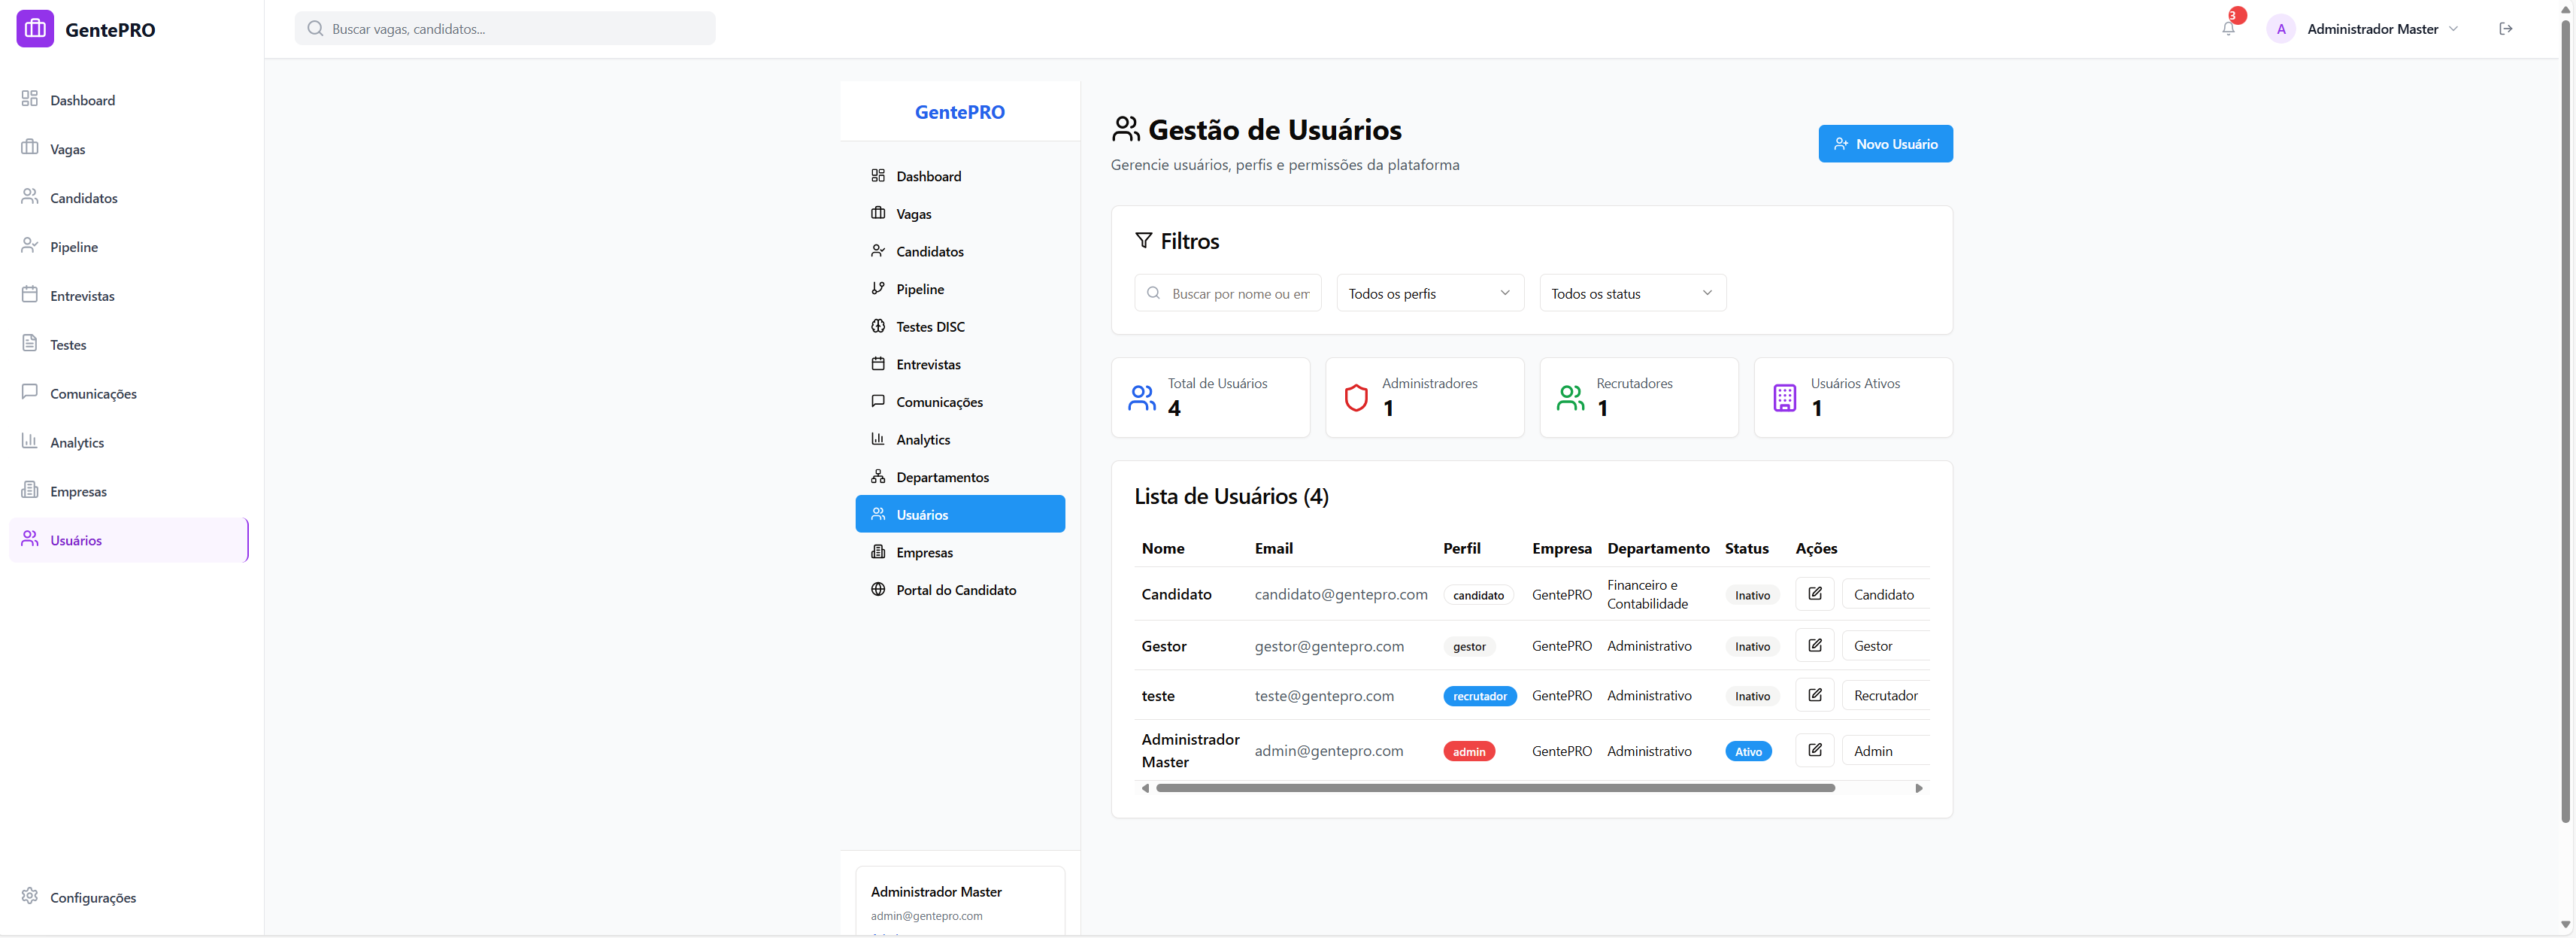 GentePRO
Buscar vagas, candidatos...
3
A
Administrador Master
Dashboard
Vagas
Candidatos
Pipeline
Entrevistas
Testes
Comunicações
Analytics
Empresas
Usuários
Configurações
GentePRO
Dashboard
Vagas
Candidatos
Pipeline
Testes DISC
Entrevistas
Comunicações
Analytics
Departamentos
Usuários
Empresas
Portal do Candidato
Administrador Master
admin@gentepro.com
Gestão de Usuários
Gerencie usuários, perfis e permissões da plataforma
Novo Usuário
Filtros
Buscar por nome ou em
Todos os perfis
Todos os status
Total de Usuários
4
Administradores
1
Recrutadores
1
Usuários Ativos
1
Lista de Usuários (4)
Nome Email Perfil Empresa Departamento Status Ações
Candidato candidato@gentepro.com candidato GentePRO Financeiro e Contabilidade Inativo Candidato
Gestor gestor@gentepro.com gestor GentePRO Administrativo Inativo Gestor
teste teste@gentepro.com recrutador GentePRO Administrativo Inativo Recrutador
Administrador Master admin@gentepro.com admin GentePRO Administrativo Ativo Admin